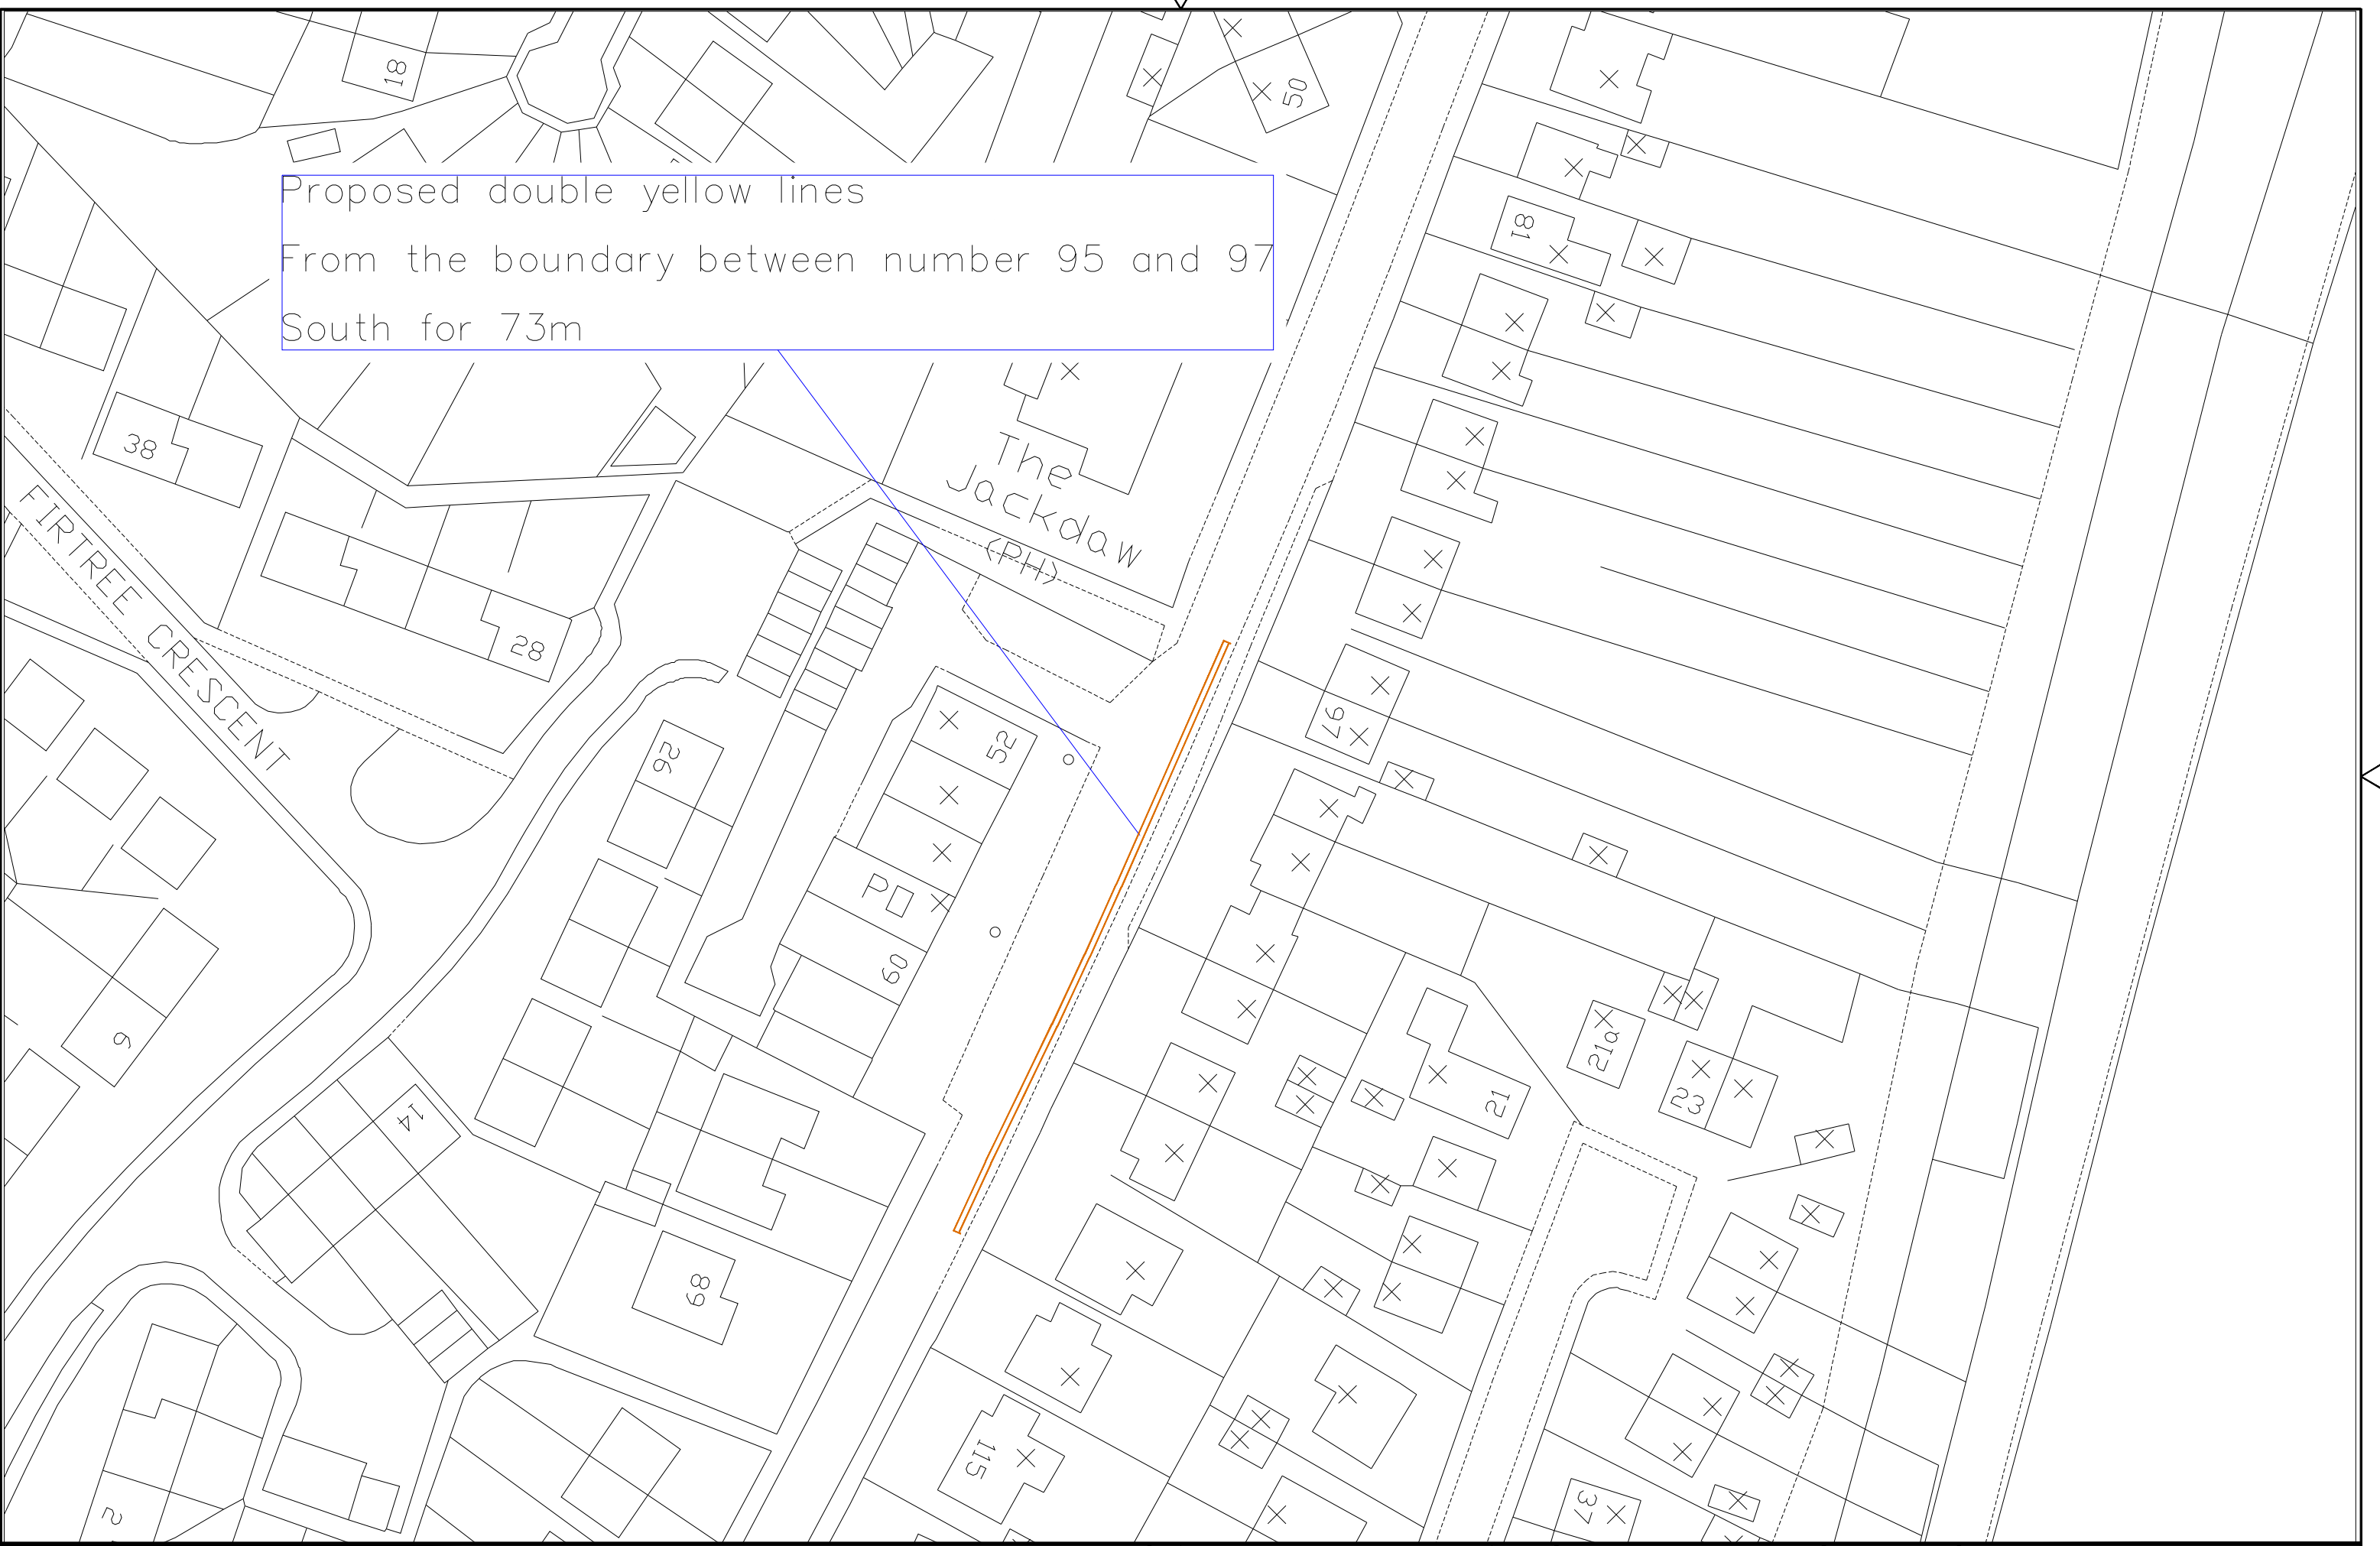 18
50
Proposed double yellow lines
From the boundary between number 95 and 97
South for 73m
81
38
The
Jackdaw
(PH)
FIRTREE CRESCENT
28
97
26
52
PO
60
6
14
21a
21
23
68
115
37
2